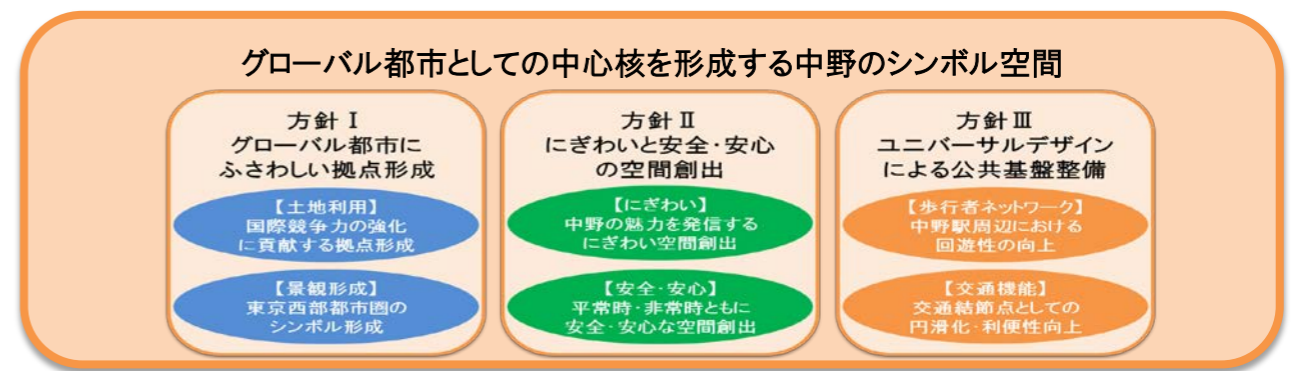 グローバル都市としての中心核を形成する中野のシンボル空間
方針Ⅰ
グローバル都市に
ふさわしい拠点形成
【土地利用】
国際競争力の強化
に貢献する拠点形成
【景観形成】
東京西部都市圏の
シンボル形成
方針Ⅱ
にぎわいと安全・安心
の空間創出
【にぎわい】
中野の魅力を発信する
にぎわい空間創出
【安全・安心】
平常時・非常時ともに
安全・安心な空間創出
方針Ⅲ
ユニバーサルデザイン
による公共基盤整備
【歩行者ネットワーク】
中野駅周辺における
回遊性の向上
【交通機能】
交通結節点としての
円滑化・利便性向上